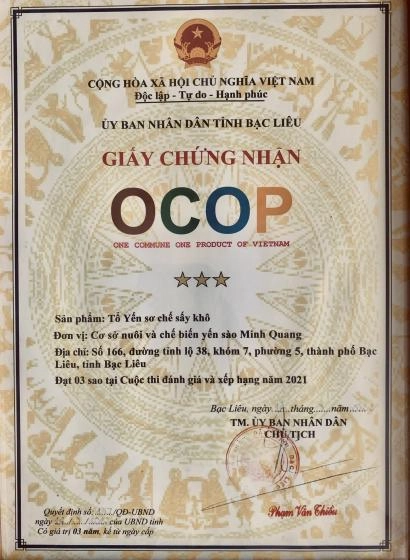 CỘNG HÒA XÃ HỘI CHỦ NGHĨA VIỆT NAM
Độc lập - Tự do - Hạnh phúc
ỦY BAN NHÂN DÂN TỈNH BẠC LIÊU
GIẤY CHỨNG NHẬN
OCOP
ONE COMMUNE ONE PRODUCT OF VIETNAM
Sản phẩm: Tổ Yến sơ chế sấy khô
Đơn vị: Cơ sở nuôi và chế biến yến sào Minh Quang
Địa chỉ: Số 166, đường tỉnh lộ 38, khóm 7, phường 5, thành phố Bạc
Liêu, tỉnh Bạc Liêu
Đạt 03 sao tại Cuộc thi đánh giá và xếp hạng năm 2021
Bạc Liêu, ngày tháng năm
TM. ỦY BAN NHÂN DÂN
CHỦ TỊCH
Quyết định số: /QĐ-UBND
ngày của UBND tỉnh
Có giá trị 03 năm, kể từ ngày cấp
Phạm Văn Thiều